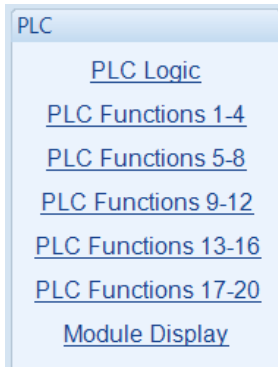 PLC
PLC Logic
PLC Functions 1-4
PLC Functions 5-8
PLC Functions 9-12
PLC Functions 13-16
PLC Functions 17-20
Module Display